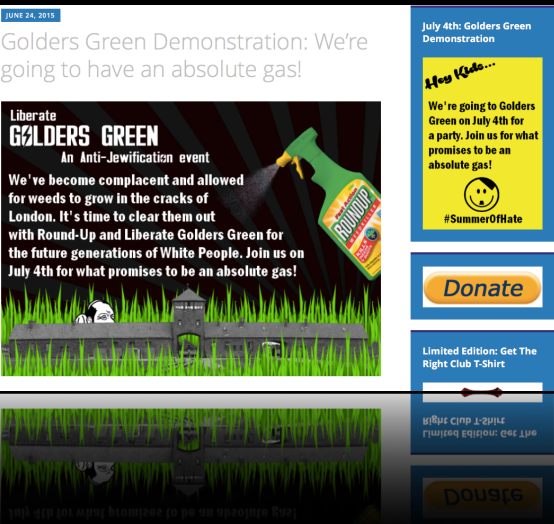 JUNE 24, 2015
Golders Green Demonstration: We're
going to have an absolute gas!
Liberate
GOLDERS GREEN
An Anti-Jewification event
We've become complacent and allowed
for weeds to grow in the cracks of
London. It's time to clear them out
with Round-Up and Liberate Golders Green for
the future generations of White People. Join us on
July 4th for what promises to be an absolute gas!
ROUNDUP
July 4th: Golders Green
Demonstration
Hey Kids...
We're going to Golders
Green on July 4th for
a party. Join us for what
promises to be an
absolute gas!
#SummerOfHate
Donate
Limited Edition: Get The
Right Club T-Shirt